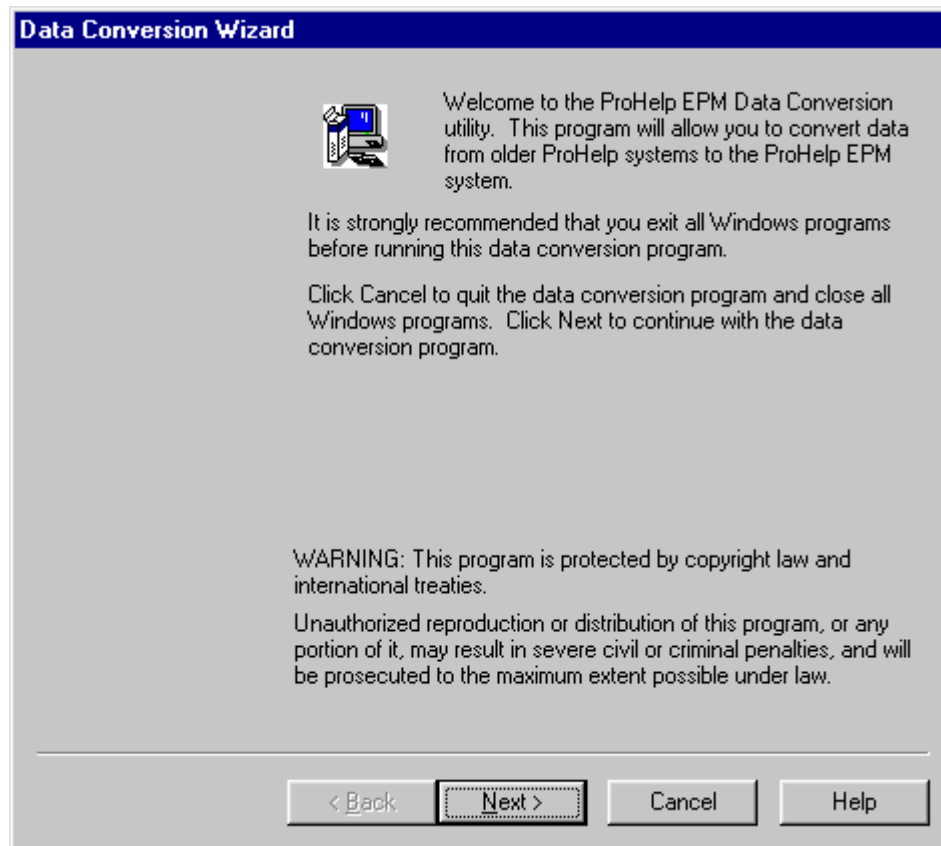 Data Conversion Wizard
Welcome to the ProHelp EPM Data Conversion
utility.  This program will allow you to convert data
from older ProHelp systems to the ProHelp EPM
system.
It is strongly recommended that you exit all Windows programs
before running this data conversion program.
Click Cancel to quit the data conversion program and close all
Windows programs.  Click Next to continue with the data
conversion program.
WARNING: This program is protected by copyright law and
international treaties.
Unauthorized reproduction or distribution of this program, or any
portion of it, may result in severe civil or criminal penalties, and will
be prosecuted to the maximum extent possible under law.
< Back
Next >
Cancel
Help